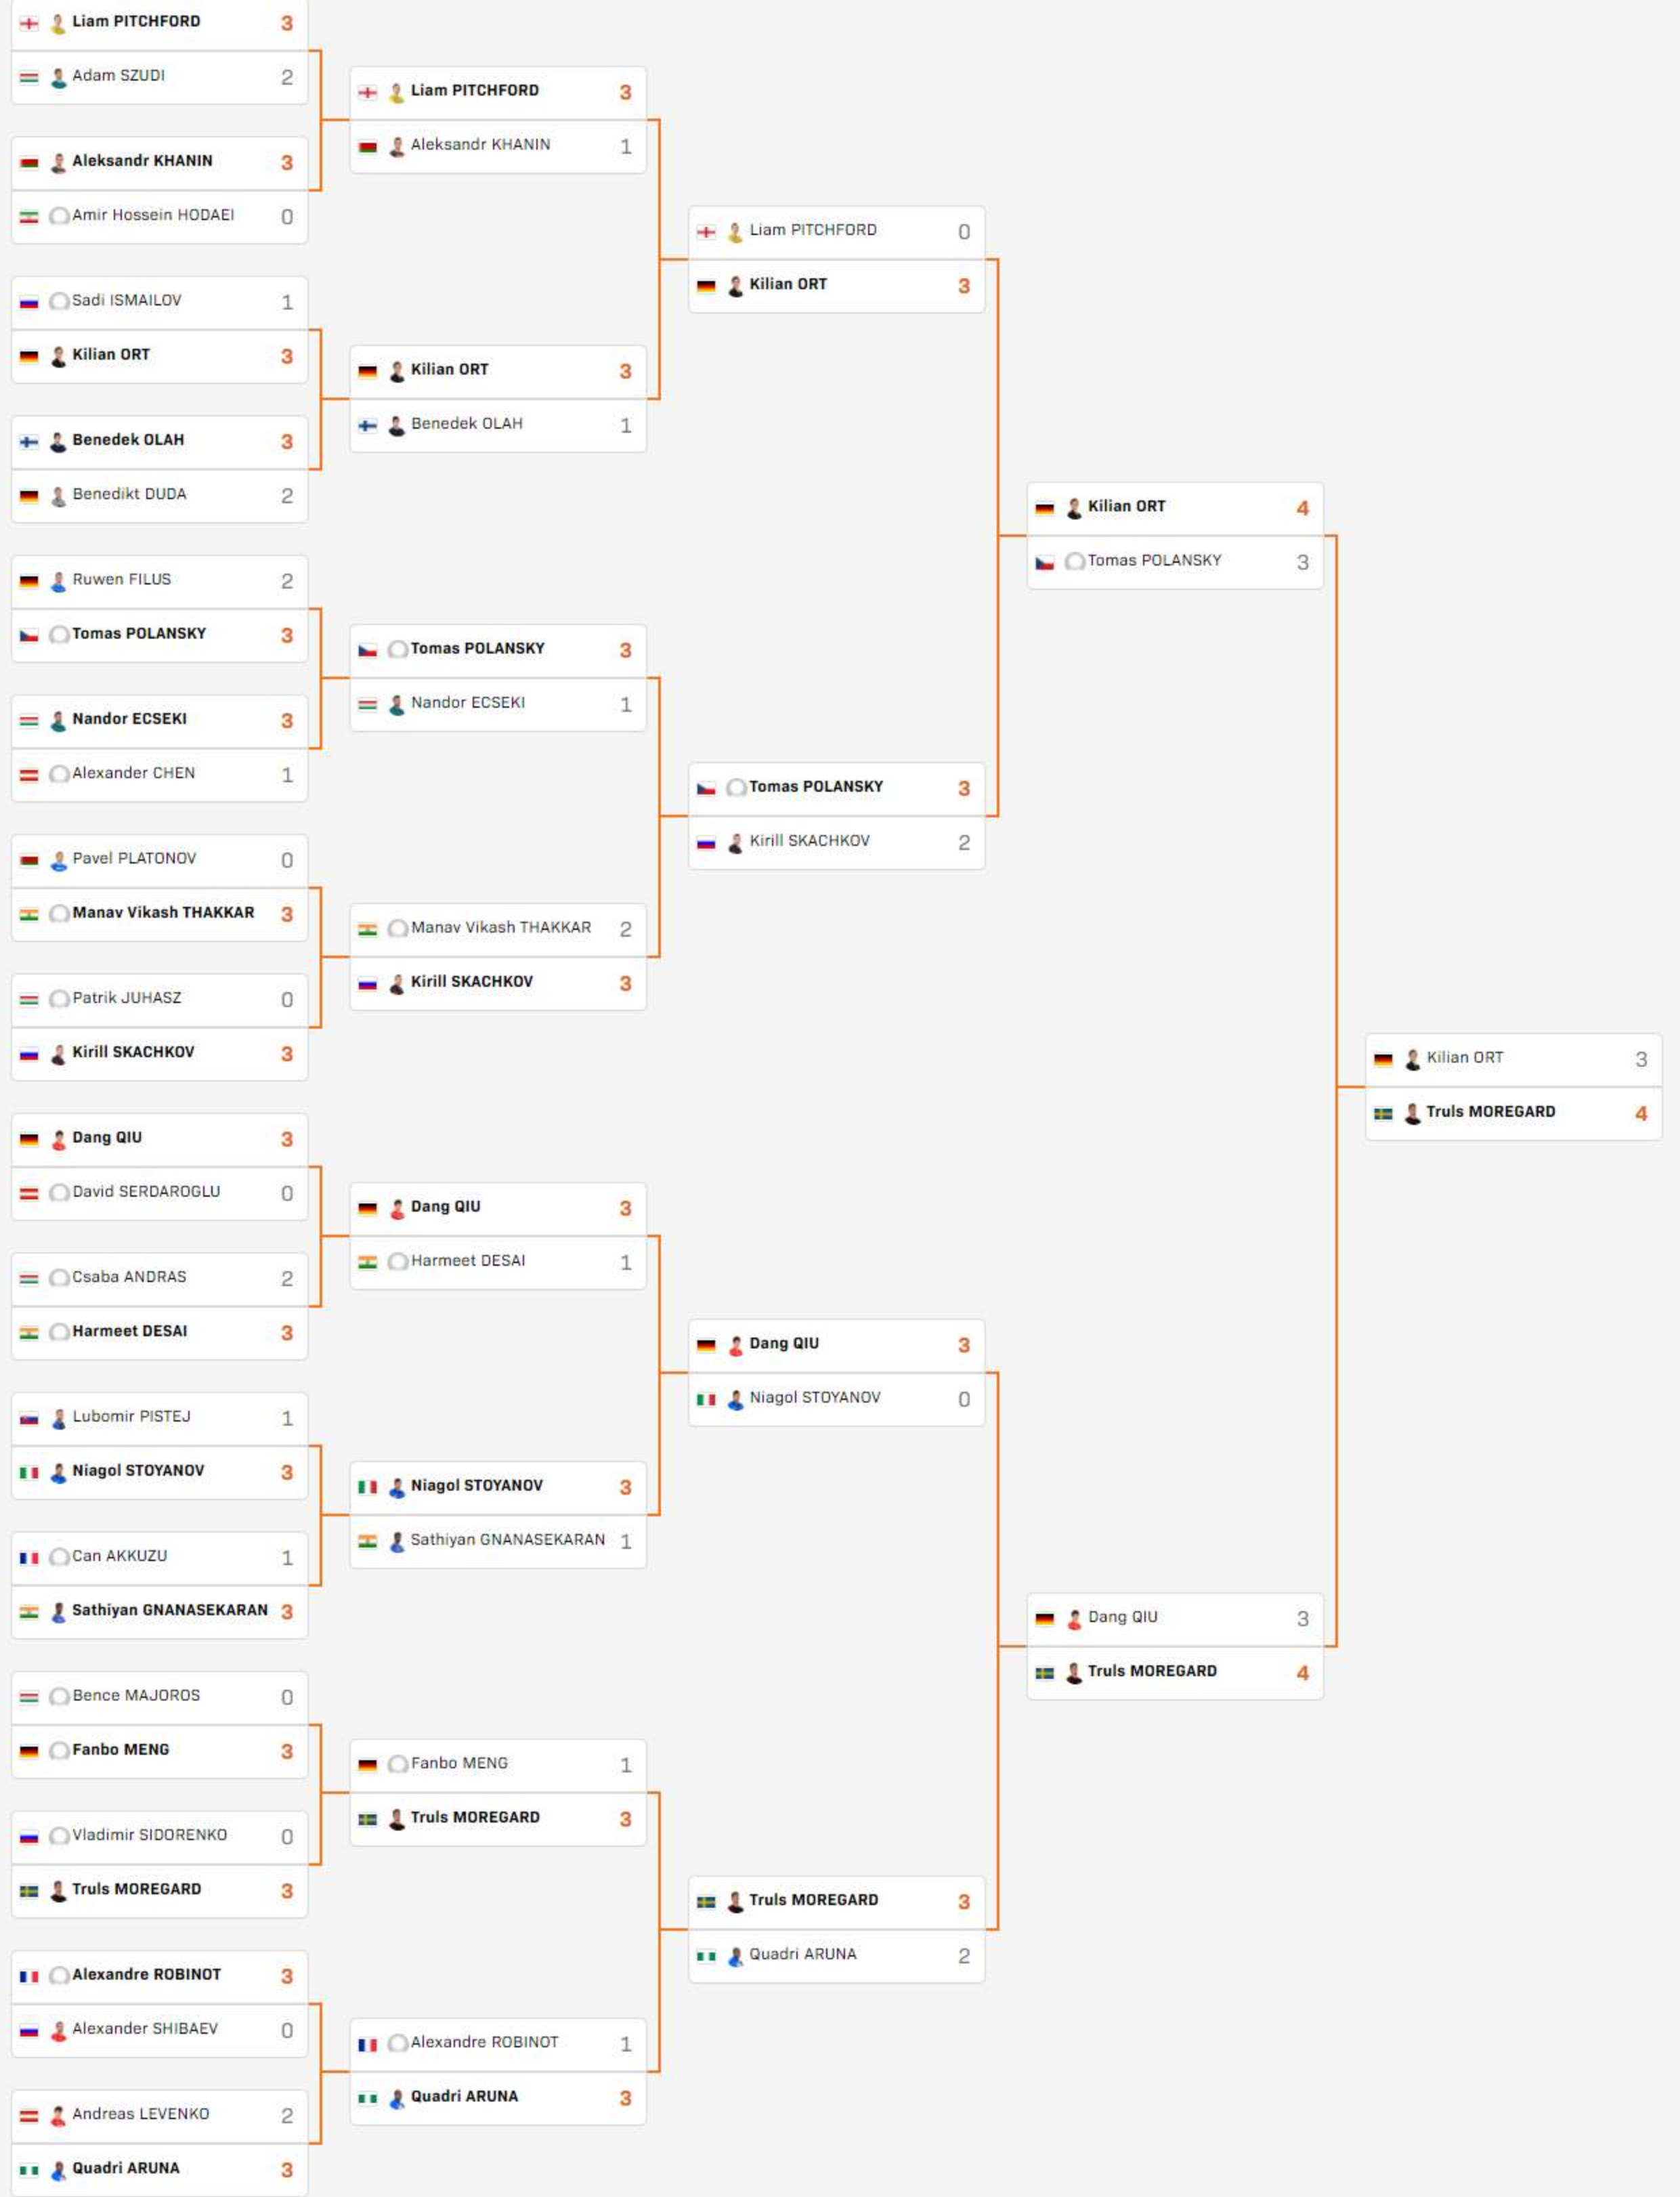 Liam PITCHFORD 3
Adam SZUDI 2
Aleksandr KHANIN 3
Amir Hossein HODAEI 0
Sadi ISMAILOV 1
Kilian ORT 3
Benedek OLAH 3
Benedikt DUDA 2
Ruwen FILUS 2
Tomas POLANSKY 3
Nandor ECSEKI 3
Alexander CHEN 1
Pavel PLATONOV 0
Manav Vikash THAKKAR 3
Patrik JUHASZ 0
Kirill SKACHKOV 3
Dang QIU 3
David SERDAROGLU 0
Csaba ANDRAS 2
Harmeet DESAI 3
Lubomir PISTEJ 1
Niagol STOYANOV 3
Can AKKUZU 1
Sathiyan GNANASEKARAN 3
Bence MAJOROS 0
Fanbo MENG 3
Vladimir SIDORENKO 0
Truls MOREGARD 3
Alexandre ROBINOT 3
Alexander SHIBAEV 0
Andreas LEVENKO 2
Quadri ARUNA 3
Liam PITCHFORD 3
Aleksandr KHANIN 1
Kilian ORT 3
Benedek OLAH 1
Tomas POLANSKY 3
Nandor ECSEKI 1
Manav Vikash THAKKAR 2
Kirill SKACHKOV 3
Dang QIU 3
Harmeet DESAI 1
Niagol STOYANOV 3
Sathiyan GNANASEKARAN 1
Fanbo MENG 1
Truls MOREGARD 3
Alexandre ROBINOT 1
Quadri ARUNA 3
Liam PITCHFORD 0
Kilian ORT 3
Tomas POLANSKY 3
Kirill SKACHKOV 2
Dang QIU 3
Niagol STOYANOV 0
Truls MOREGARD 3
Quadri ARUNA 2
Kilian ORT 4
Tomas POLANSKY 3
Dang QIU 3
Truls MOREGARD 4
Kilian ORT 3
Truls MOREGARD 4